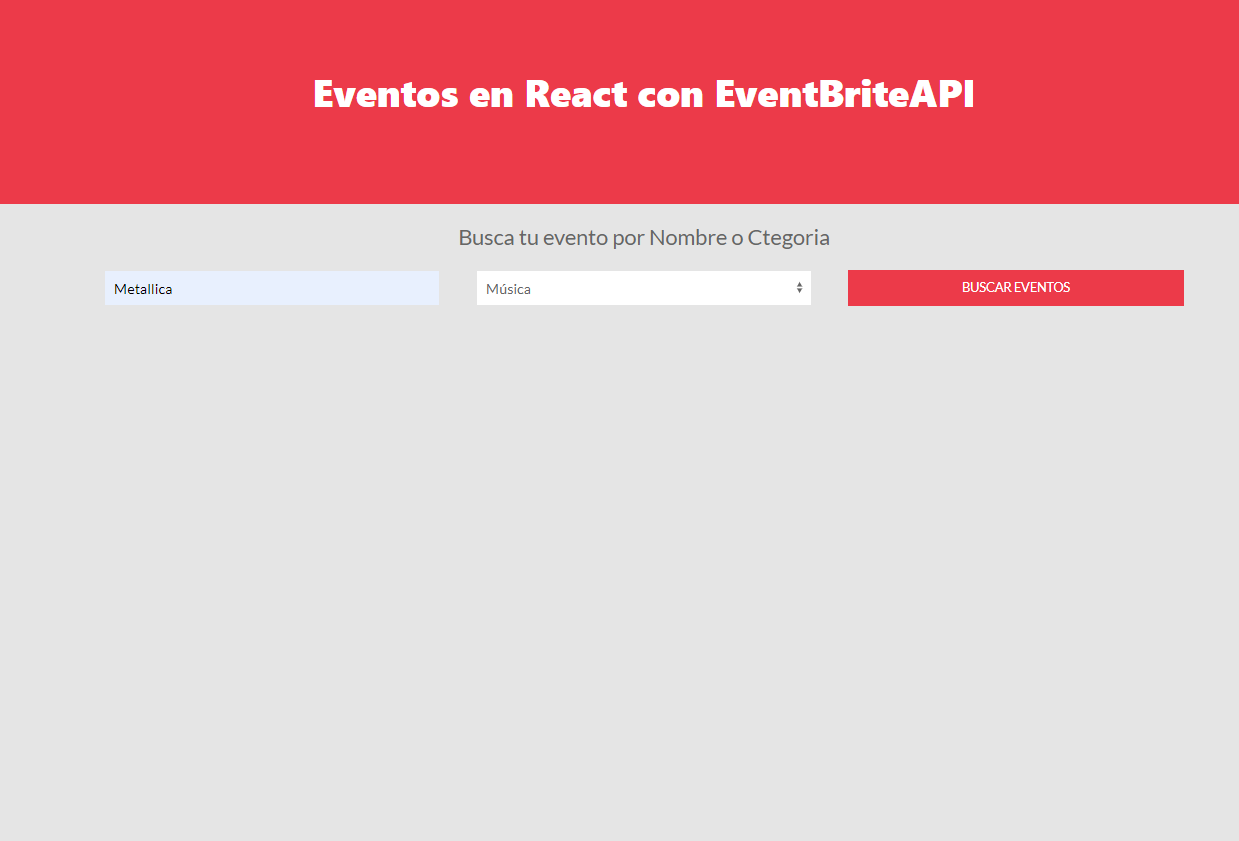 Eventos en React con EventBriteAPI
Busca tu evento por Nombre o Ctegoria
Metallica
Música
BUSCAR EVENTOS